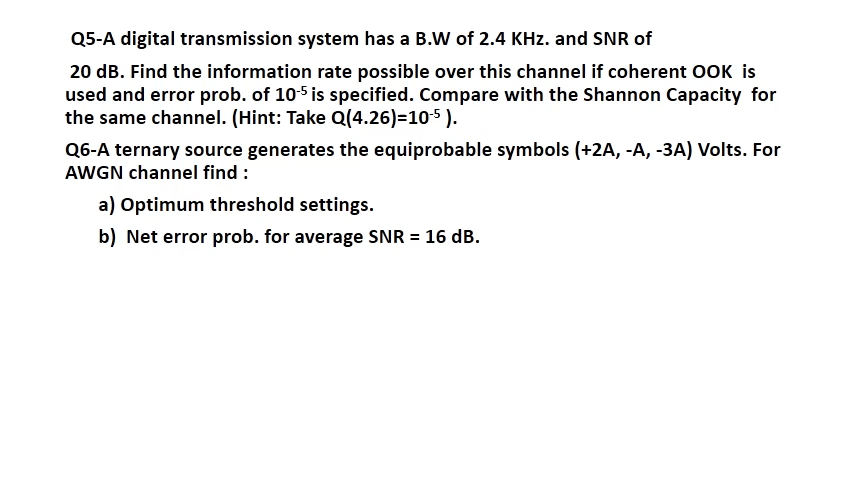 Q5-A digital transmission system has a B.W of 2.4 KHz. and SNR of
20 dB. Find the information rate possible over this channel if coherent OOK is
used and error prob. of 10⁻⁵ is specified. Compare with the Shannon Capacity for
the same channel. (Hint: Take Q(4.26)=10⁻⁵ ).
Q6-A ternary source generates the equiprobable symbols (+2A, -A, -3A) Volts. For
AWGN channel find :
a) Optimum threshold settings.
b) Net error prob. for average SNR = 16 dB.